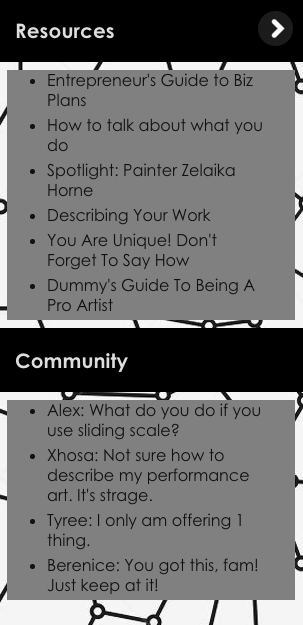 Resources
Entrepreneur's Guide to Biz
Plans
How to talk about what you
do
Spotlight: Painter Zelaika
Horne
Describing Your Work
You Are Unique! Don't
Forget To Say How
Dummy's Guide To Being A
Pro Artist
Community
Alex: What do you do if you
use sliding scale?
Xhosa: Not sure how to
describe my performance
art. It's strage.
Tyree: I only am offering 1
thing.
Berenice: You got this, fam!
Just keep at it!